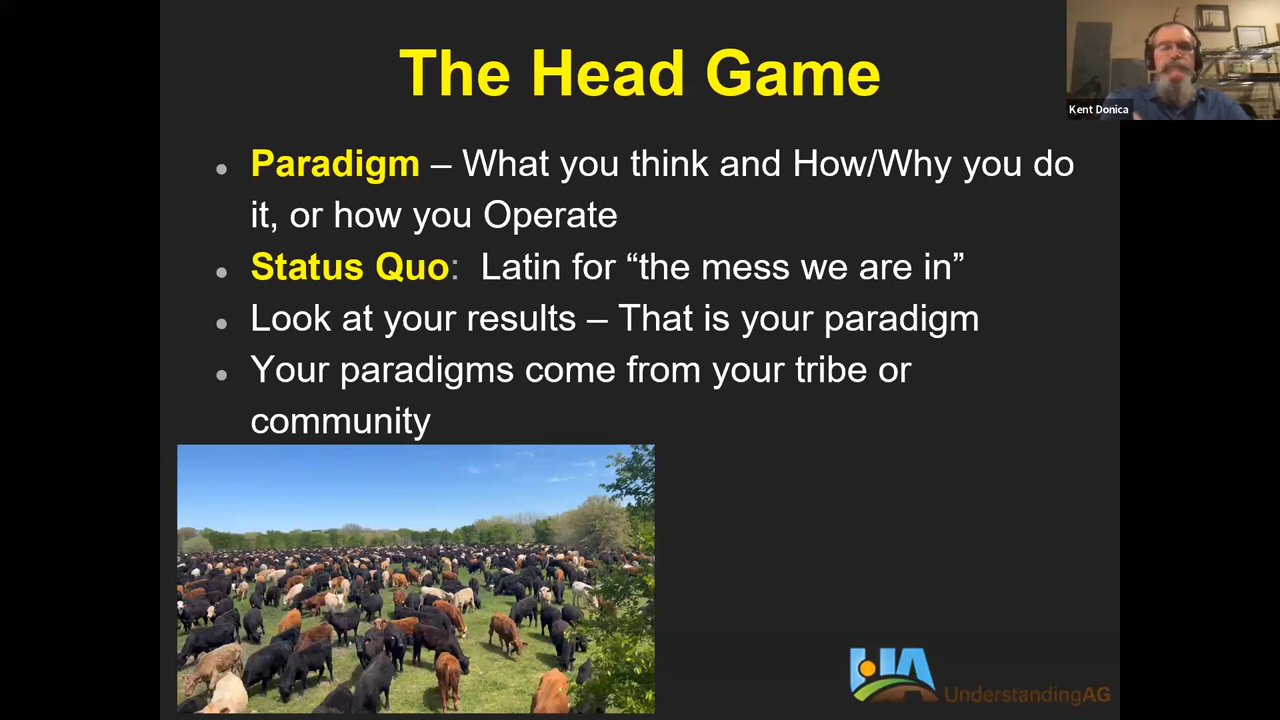 The Head Game
Kent Donica
• Paradigm – What you think and How/Why you do
it, or how you Operate
• Status Quo:  Latin for “the mess we are in”
• Look at your results – That is your paradigm
• Your paradigms come from your tribe or
community
UA
UnderstandingAG